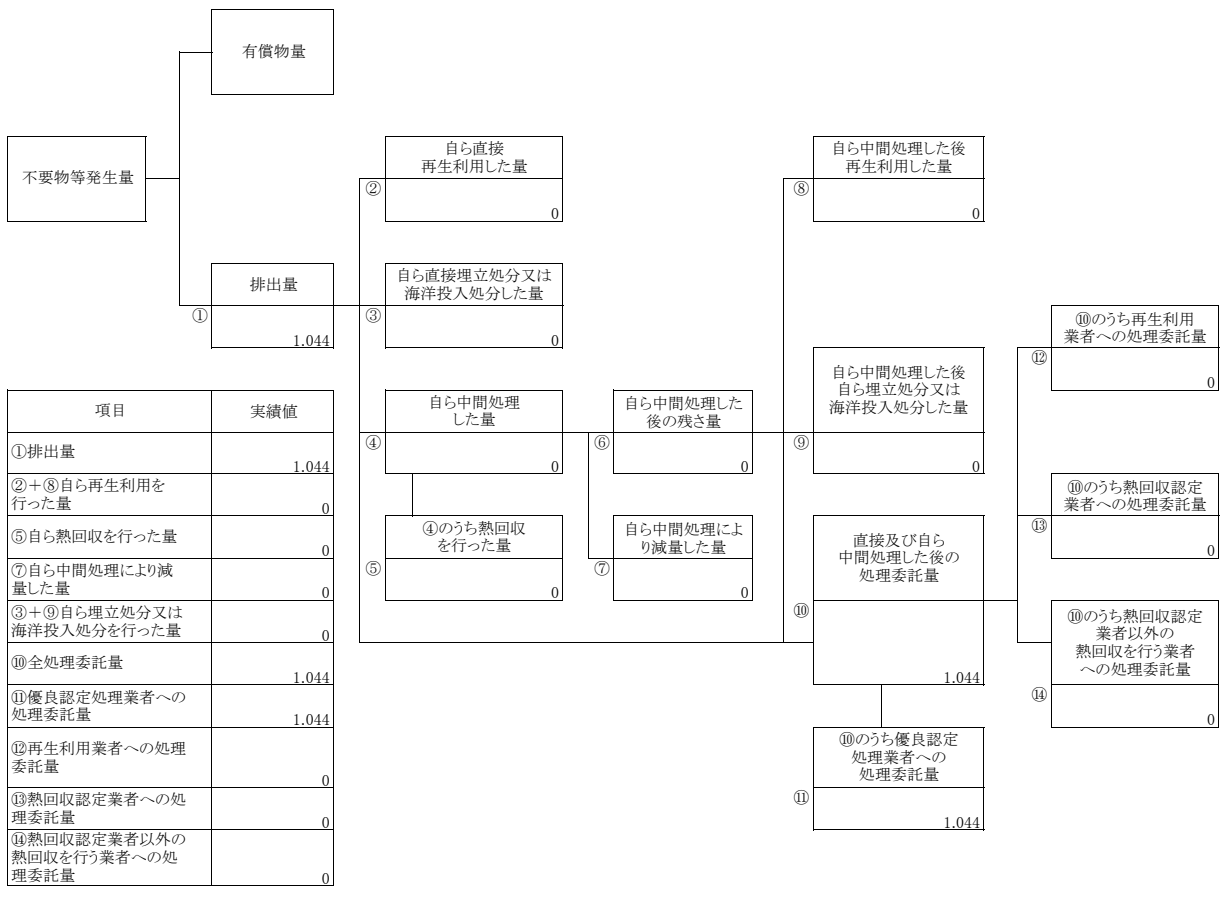 有償物量
不要物等発生量
排出量
①
1.044
自ら直接
再生利用した量
②
0
自ら直接埋立処分又は
海洋投入処分した量
③
0
自ら中間処理
した量
④
0
④のうち熱回収
を行った量
⑤
0
自ら中間処理した
後の残さ量
⑥
0
自ら中間処理によ
り減量した量
⑦
0
自ら中間処理した後
再生利用した量
⑧
0
自ら中間処理した後
自ら埋立処分又は
海洋投入処分した量
⑨
0
直接及び自ら
中間処理した後の
処理委託量
⑩
1.044
⑩のうち優良認定
処理業者への
処理委託量
⑪
1.044
⑩のうち再生利用
業者への処理委託量
⑫
0
⑩のうち熱回収認定
業者への処理委託量
⑬
0
⑩のうち熱回収認定
業者以外の
熱回収を行う業者
への処理委託量
⑭
0
項目 実績値
①排出量
1.044
②＋⑧自ら再生利用を
行った量
0
⑤自ら熱回収を行った量
0
⑦自ら中間処理により減
量した量
0
③＋⑨自ら埋立処分又は
海洋投入処分を行った量
0
⑩全処理委託量
1.044
⑪優良認定処理業者への
処理委託量
1.044
⑫再生利用業者への処理
委託量
0
⑬熱回収認定業者への処
理委託量
0
⑭熱回収認定業者以外の
熱回収を行う業者への処
理委託量
0